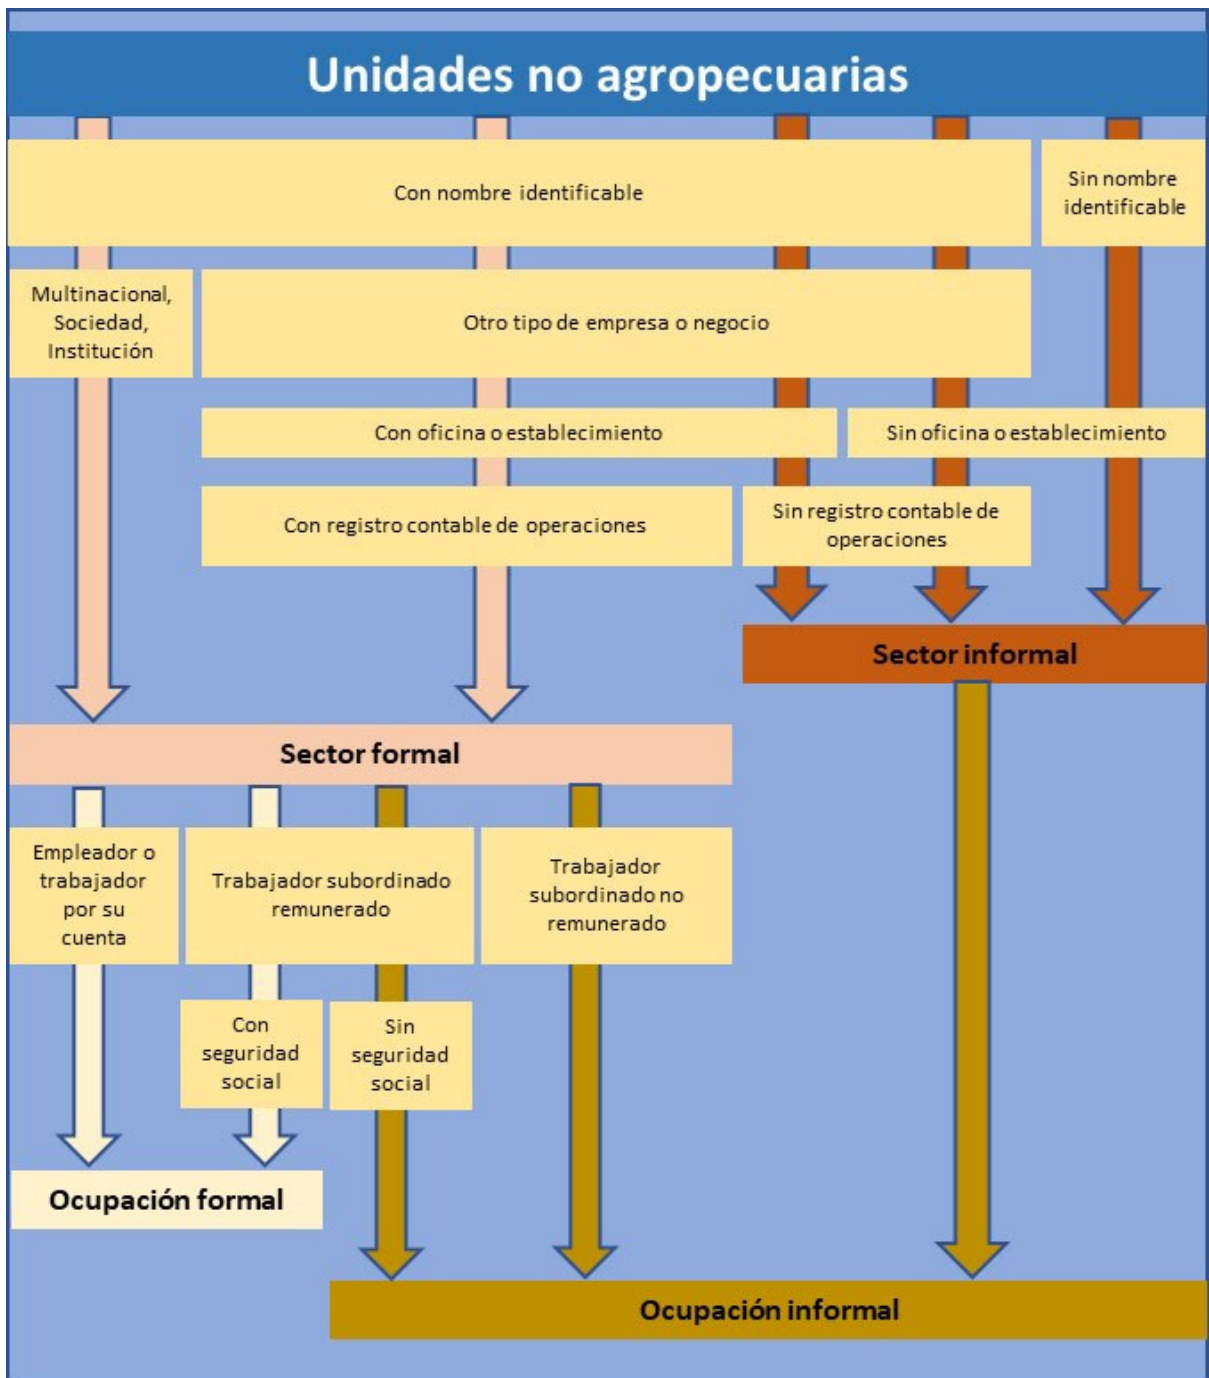 Unidades no agropecuarias
Con nombre identificable
Sin nombre
identificable
Multinacional,
Sociedad,
Institución
Otro tipo de empresa o negocio
Con oficina o establecimiento
Sin oficina o establecimiento
Con registro contable de operaciones
Sin registro contable de
operaciones
Sector informal
Sector formal
Empleador o
trabajador
por su
cuenta
Trabajador subordinado
remunerado
Trabajador
subordinado no
remunerado
Con
seguridad
social
Sin
seguridad
social
Ocupación formal
Ocupación informal